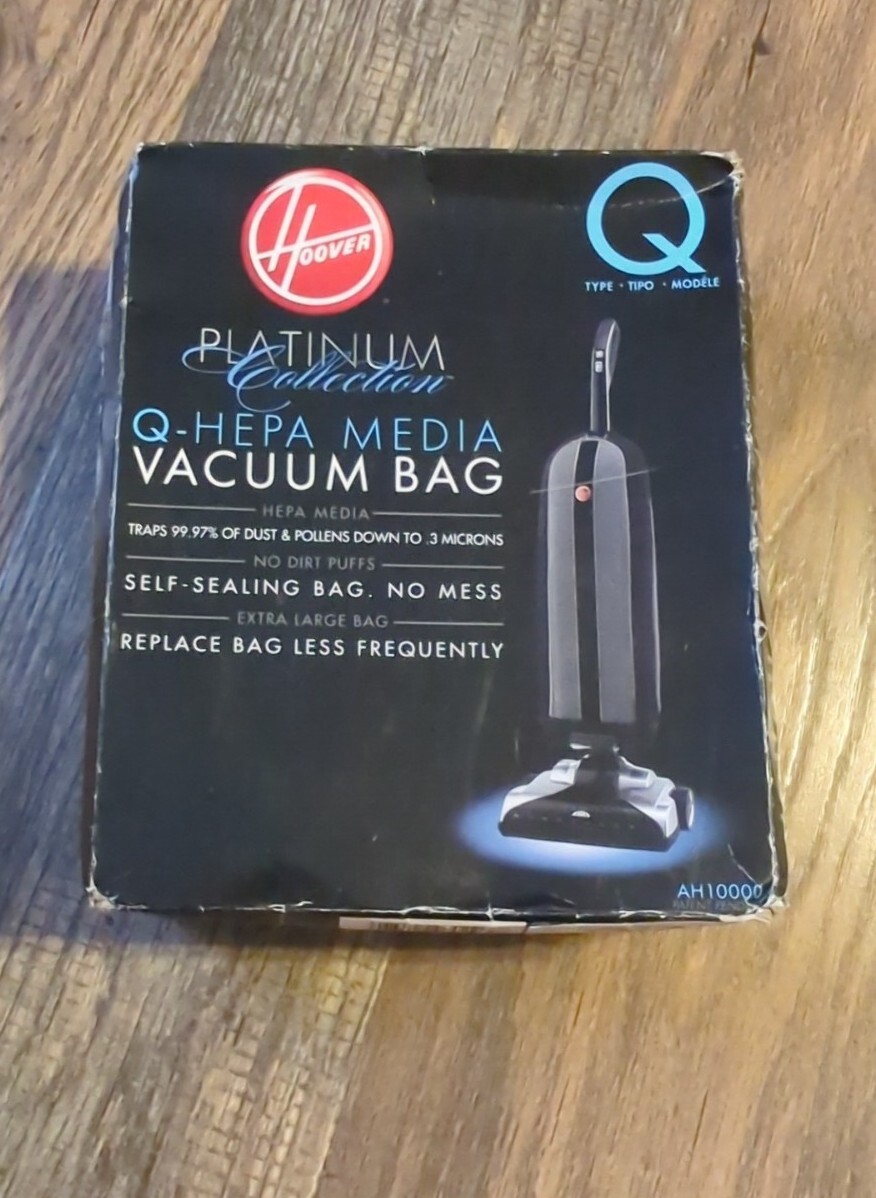 HOOVER
Q
TYPE • TIPO • MODÈLE
PLATINUM
Collection
Q-HEPA MEDIA
VACUUM BAG
HEPA MEDIA
TRAPS 99.97% OF DUST & POLLENS DOWN TO .3 MICRONS
NO DIRT PUFFS
SELF-SEALING BAG. NO MESS
EXTRA LARGE BAG
REPLACE BAG LESS FREQUENTLY
AH10000
PATENT